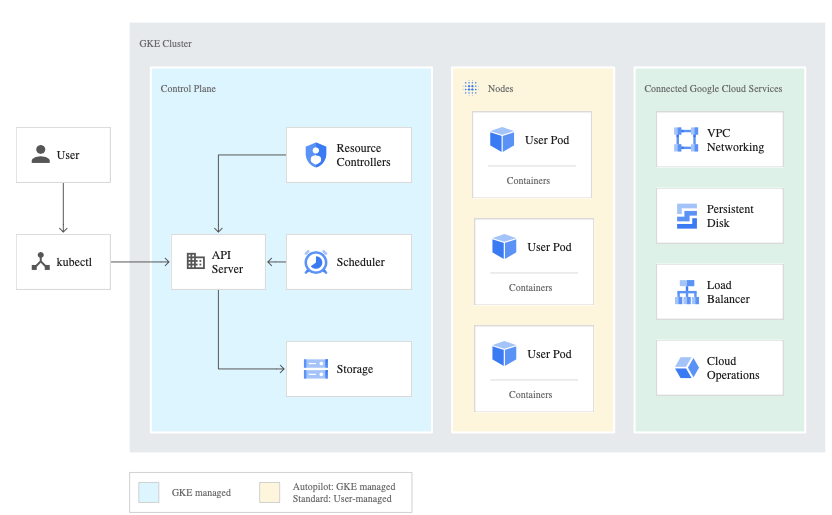 GKE Cluster
Control Plane
Nodes
Connected Google Cloud Services
User
kubectl
Resource
Controllers
API
Server
Scheduler
Storage
User Pod
Containers
User Pod
Containers
User Pod
Containers
VPC
Networking
Persistent
Disk
Load
Balancer
Cloud
Operations
GKE managed
Autopilot: GKE managed
Standard: User-managed